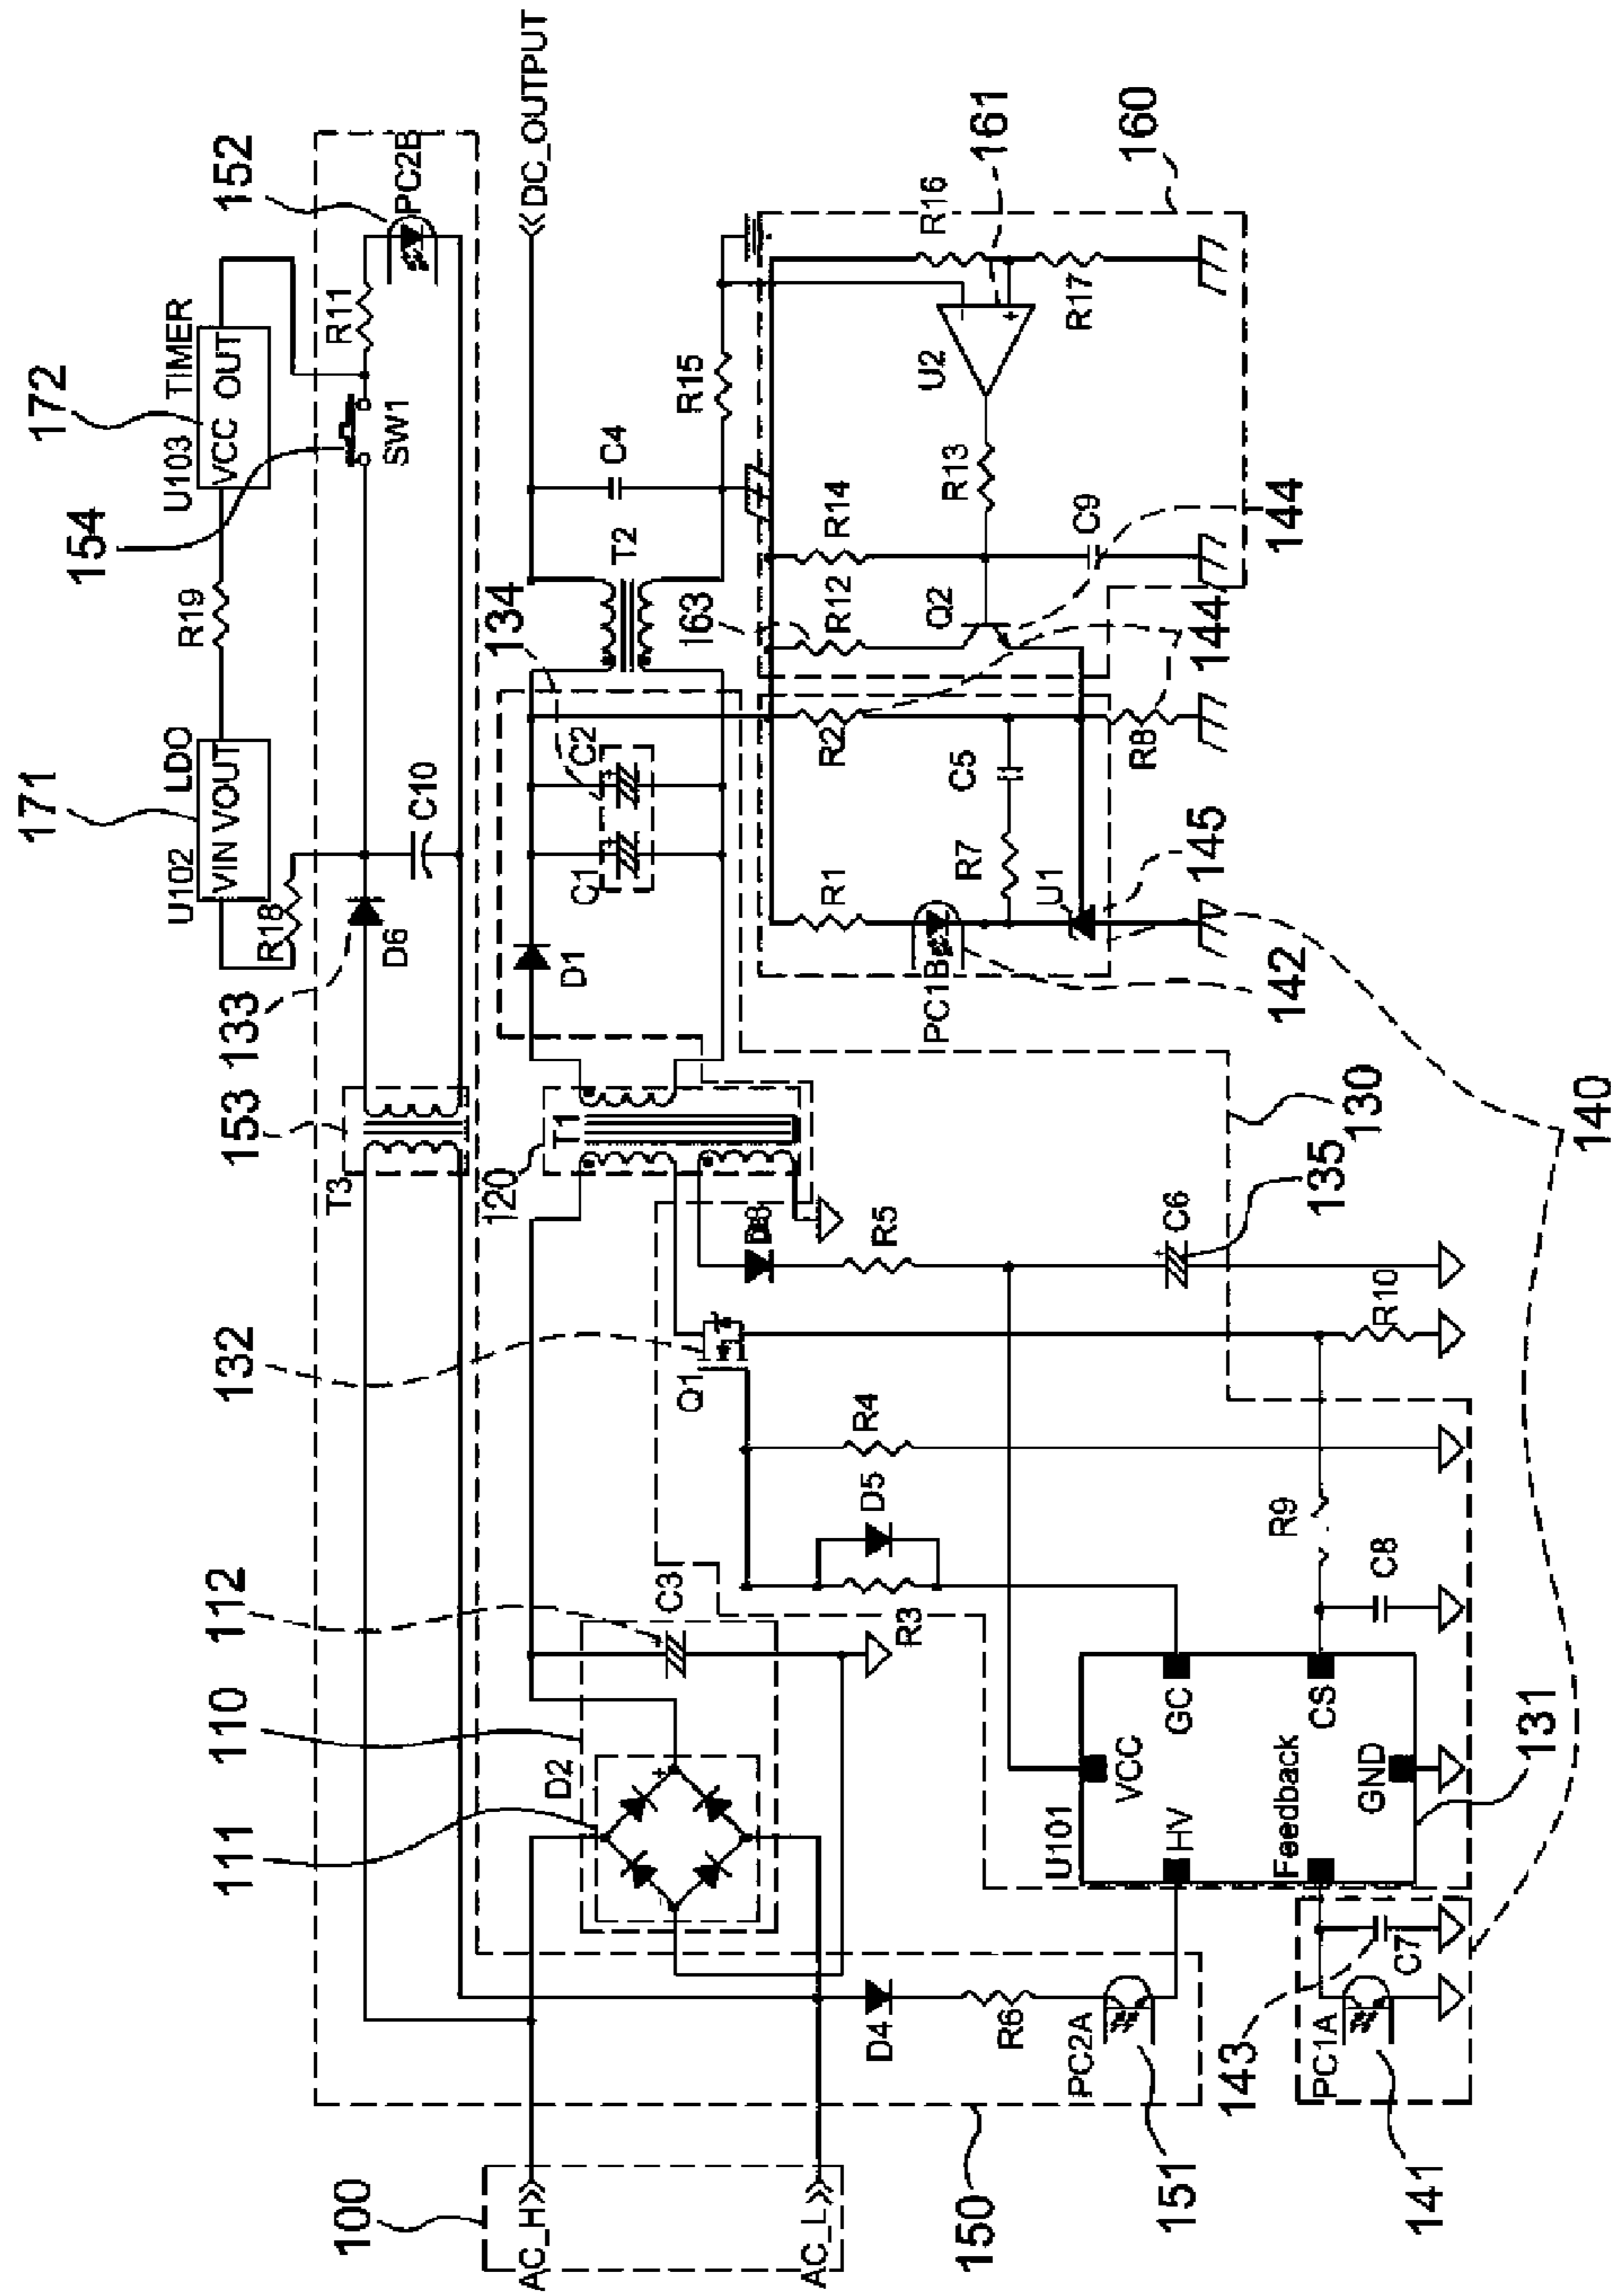 171
172
154
U102 LDO
R19
U103 TIMER
VIN VOUT
VCC OUT
111
110
112
132
153
133
152
R18
R11
T3
100
D6
SW1
PC2B
C10
120
134
AC_H
DC_OUTPUT
D2
+
-
T1
D1
C1
C2
T2
C4
C3
Q1
163
R15
AC_L
R1
R2
R12
R14
D4
R3
D5
R4
R5
PC1B
Q2
U2
R16
R13
150
R7
C5
161
R6
U101
PC2A
U1
C9
R17
VCC
R8
160
151
HV
GC
C6
145
144
143
142
144
Feedback
R9
PC1A
CS
135
GND
C8
130
C7
141
R10
131
140